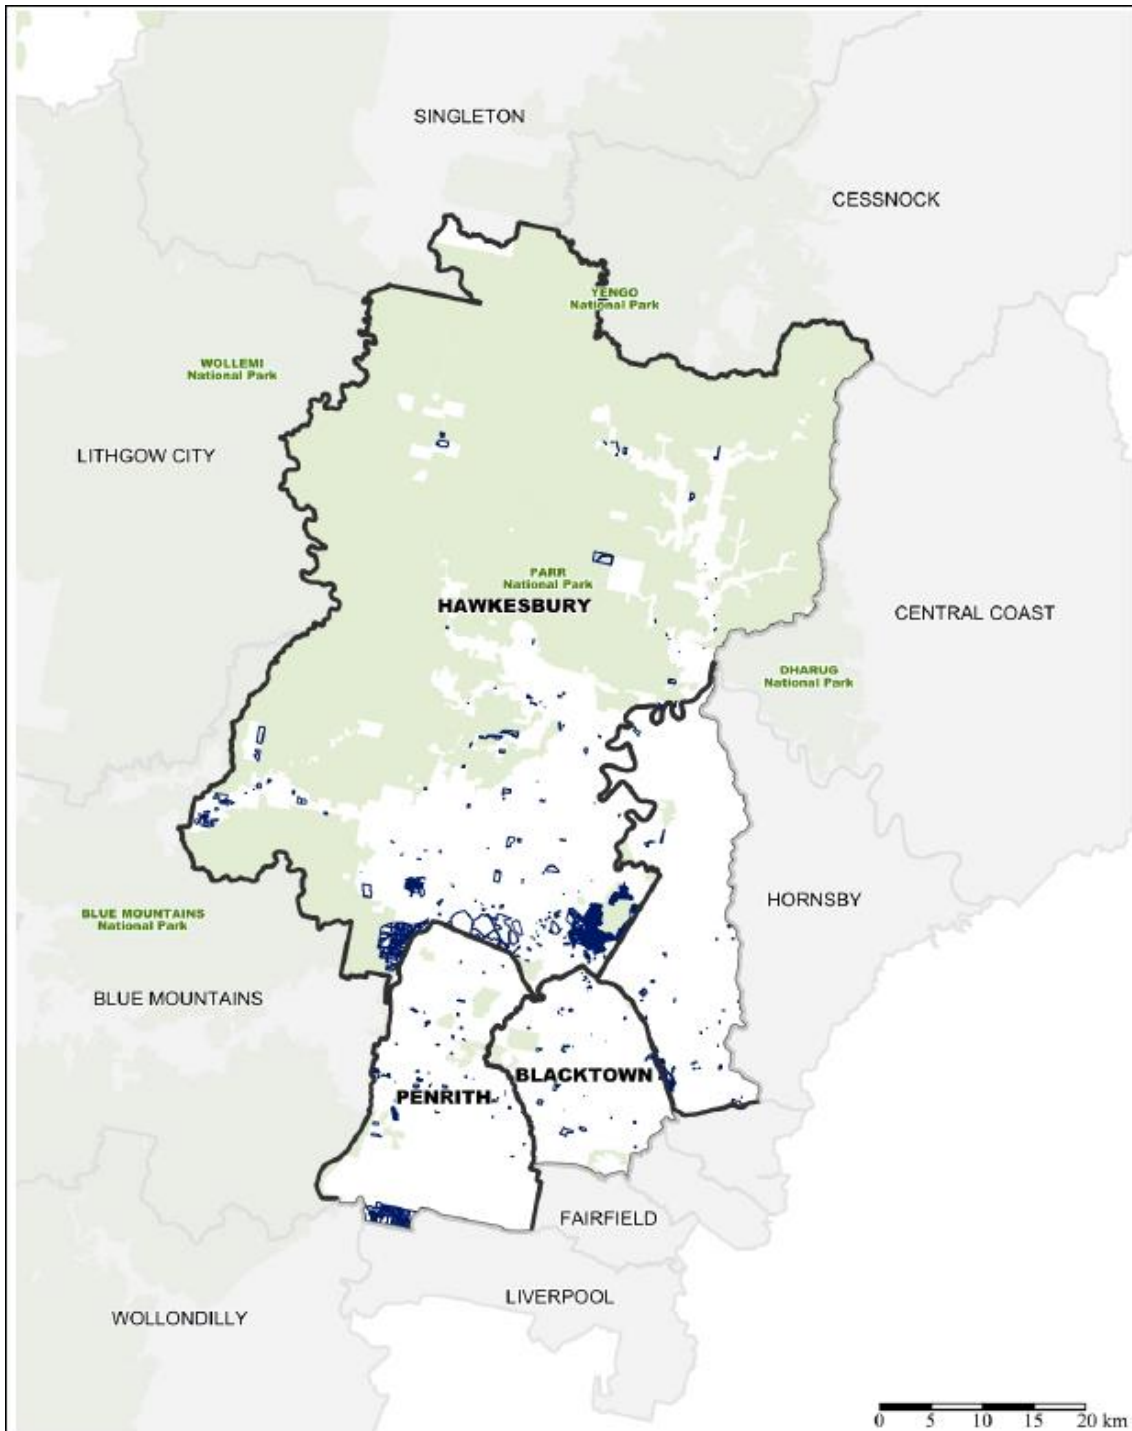 SINGLETON
CESSNOCK
YENGO
National Park
WOLLEMI
National Park
LITHGOW CITY
PARR
National Park
HAWKESBURY
CENTRAL COAST
DHARUG
National Park
HORNSBY
BLUE MOUNTAINS
National Park
BLUE MOUNTAINS
BLACKTOWN
PENRITH
FAIRFIELD
LIVERPOOL
WOLLONDILLY
0 5 10 15 20 km